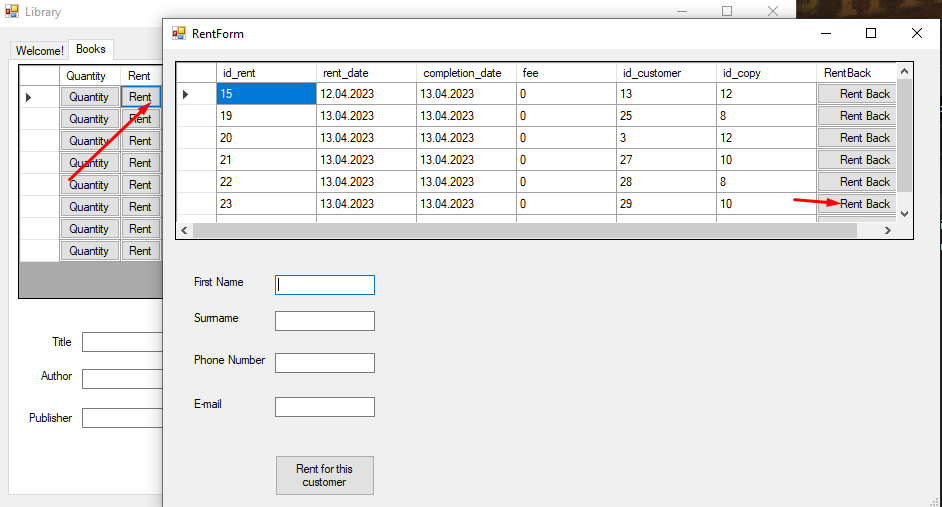 Library
Welcome! Books
Quantity Rent
Quantity Rent
Quantity Rent
Quantity Rent
Quantity Rent
Quantity Rent
Quantity Rent
Quantity Rent
Quantity Rent
Title
Author
Publisher
RentForm
id_rent rent_date completion_date fee id_customer id_copy RentBack
15 12.04.2023 13.04.2023 0 13 12 Rent Back
19 13.04.2023 13.04.2023 0 25 8 Rent Back
20 13.04.2023 13.04.2023 0 3 12 Rent Back
21 13.04.2023 13.04.2023 0 27 10 Rent Back
22 13.04.2023 13.04.2023 0 28 8 Rent Back
23 13.04.2023 13.04.2023 0 29 10 Rent Back
First Name
Surname
Phone Number
E-mail
Rent for this
customer